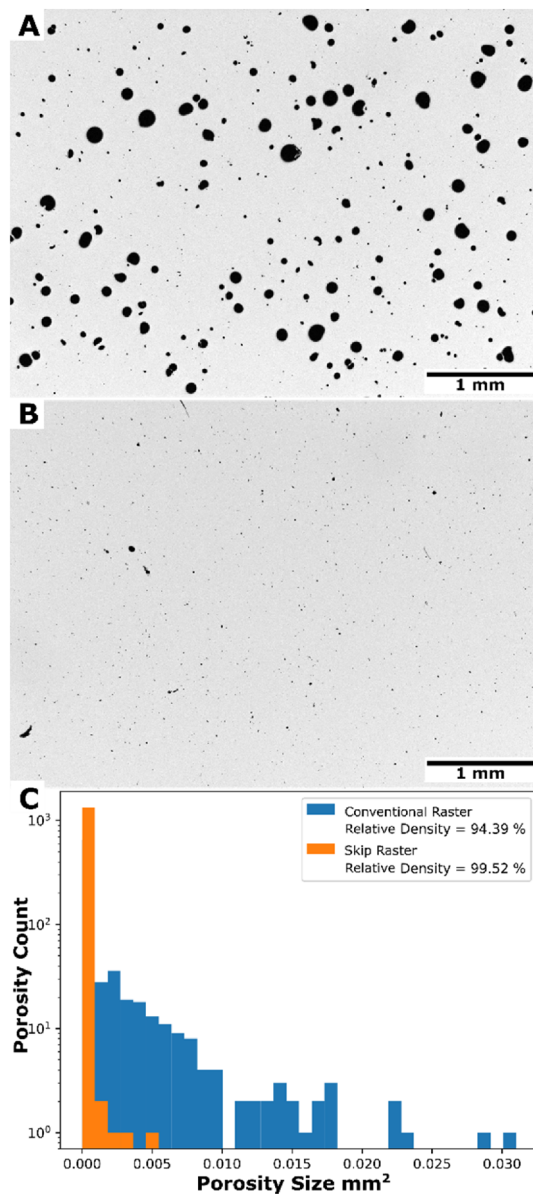 A
1 mm
B
1 mm
C
Conventional Raster
Relative Density = 94.39 %
Skip Raster
Relative Density = 99.52 %
10³
10²
10¹
10⁰
Porosity Count
0.000 0.005 0.010 0.015 0.020 0.025 0.030
Porosity Size mm²